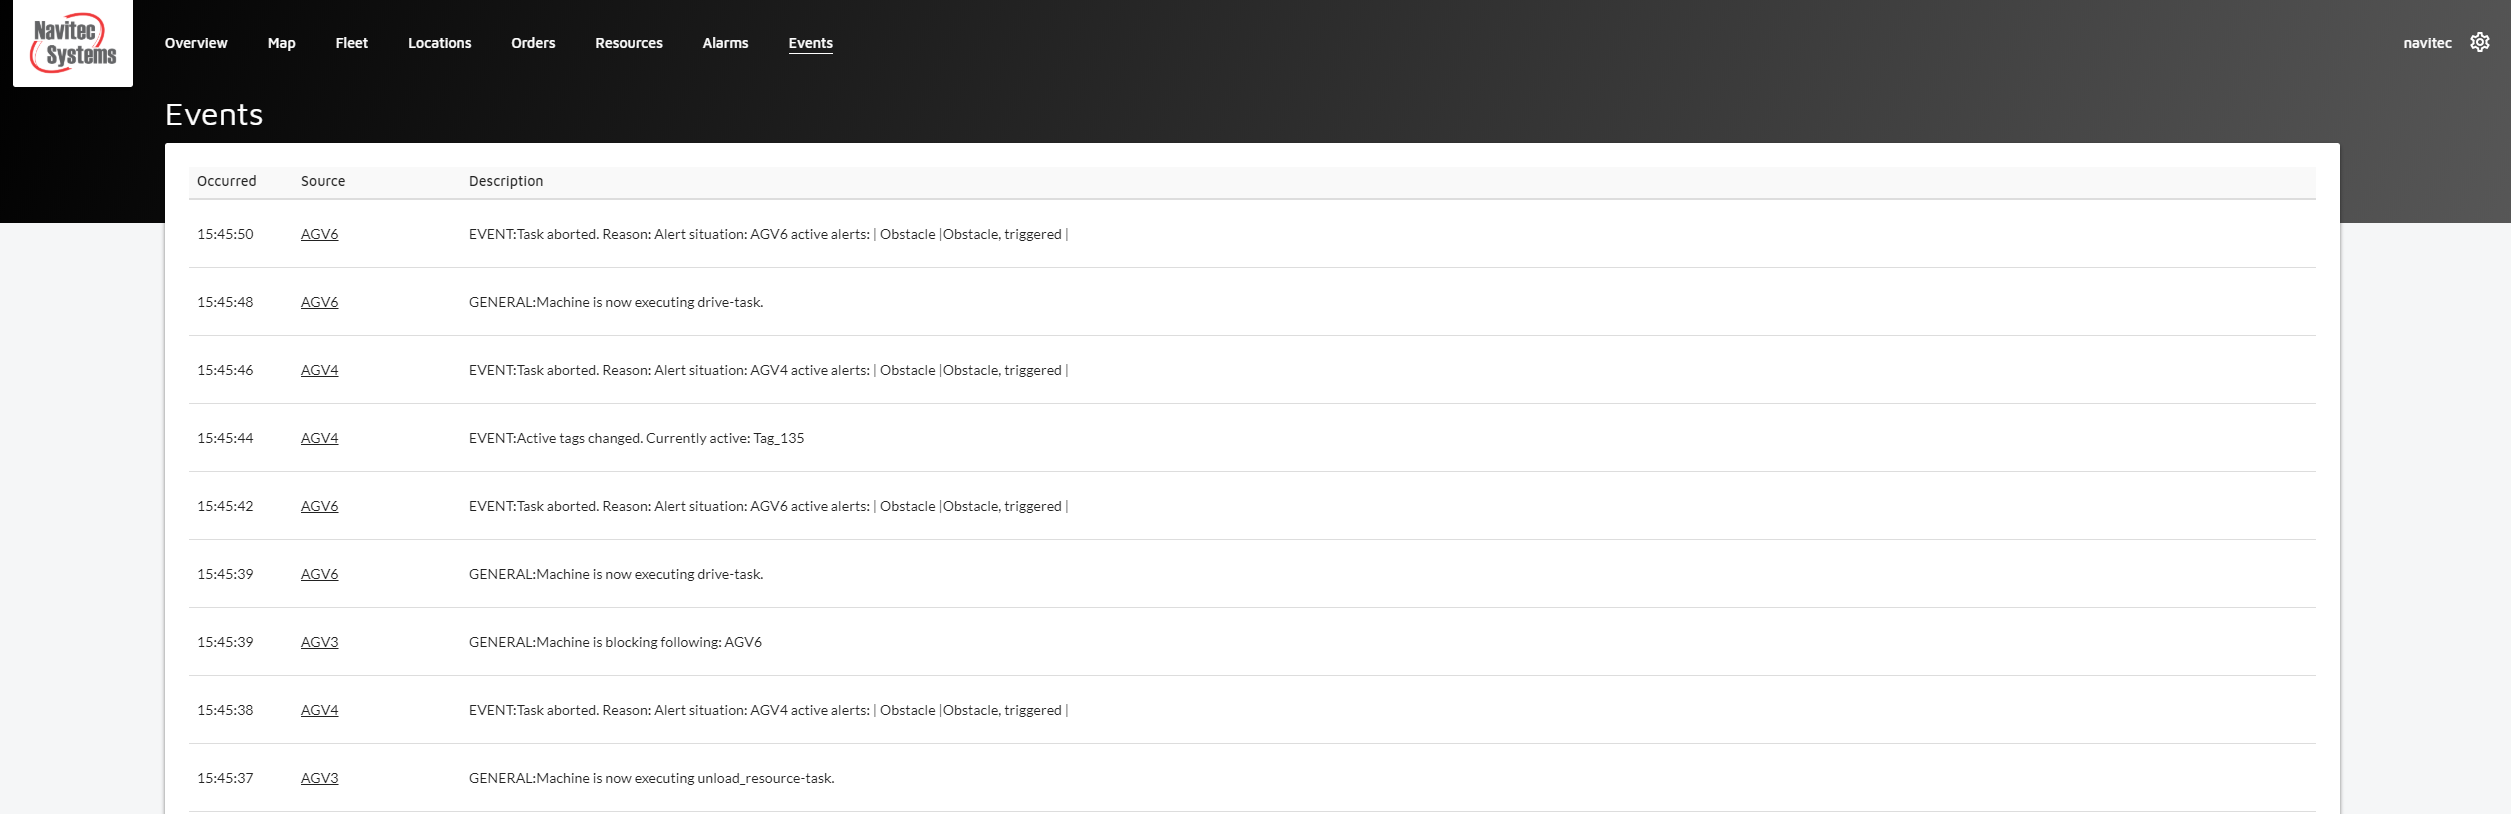 Navitec
Systems
Overview Map Fleet Locations Orders Resources Alarms Events navitec
Events
Occurred Source Description
15:45:50 AGV6 EVENT:Task aborted. Reason: Alert situation: AGV6 active alerts: | Obstacle |Obstacle, triggered |
15:45:48 AGV6 GENERAL:Machine is now executing drive-task.
15:45:46 AGV4 EVENT:Task aborted. Reason: Alert situation: AGV4 active alerts: | Obstacle |Obstacle, triggered |
15:45:44 AGV4 EVENT:Active tags changed. Currently active: Tag_135
15:45:42 AGV6 EVENT:Task aborted. Reason: Alert situation: AGV6 active alerts: | Obstacle |Obstacle, triggered |
15:45:39 AGV6 GENERAL:Machine is now executing drive-task.
15:45:39 AGV3 GENERAL:Machine is blocking following: AGV6
15:45:38 AGV4 EVENT:Task aborted. Reason: Alert situation: AGV4 active alerts: | Obstacle |Obstacle, triggered |
15:45:37 AGV3 GENERAL:Machine is now executing unload_resource-task.